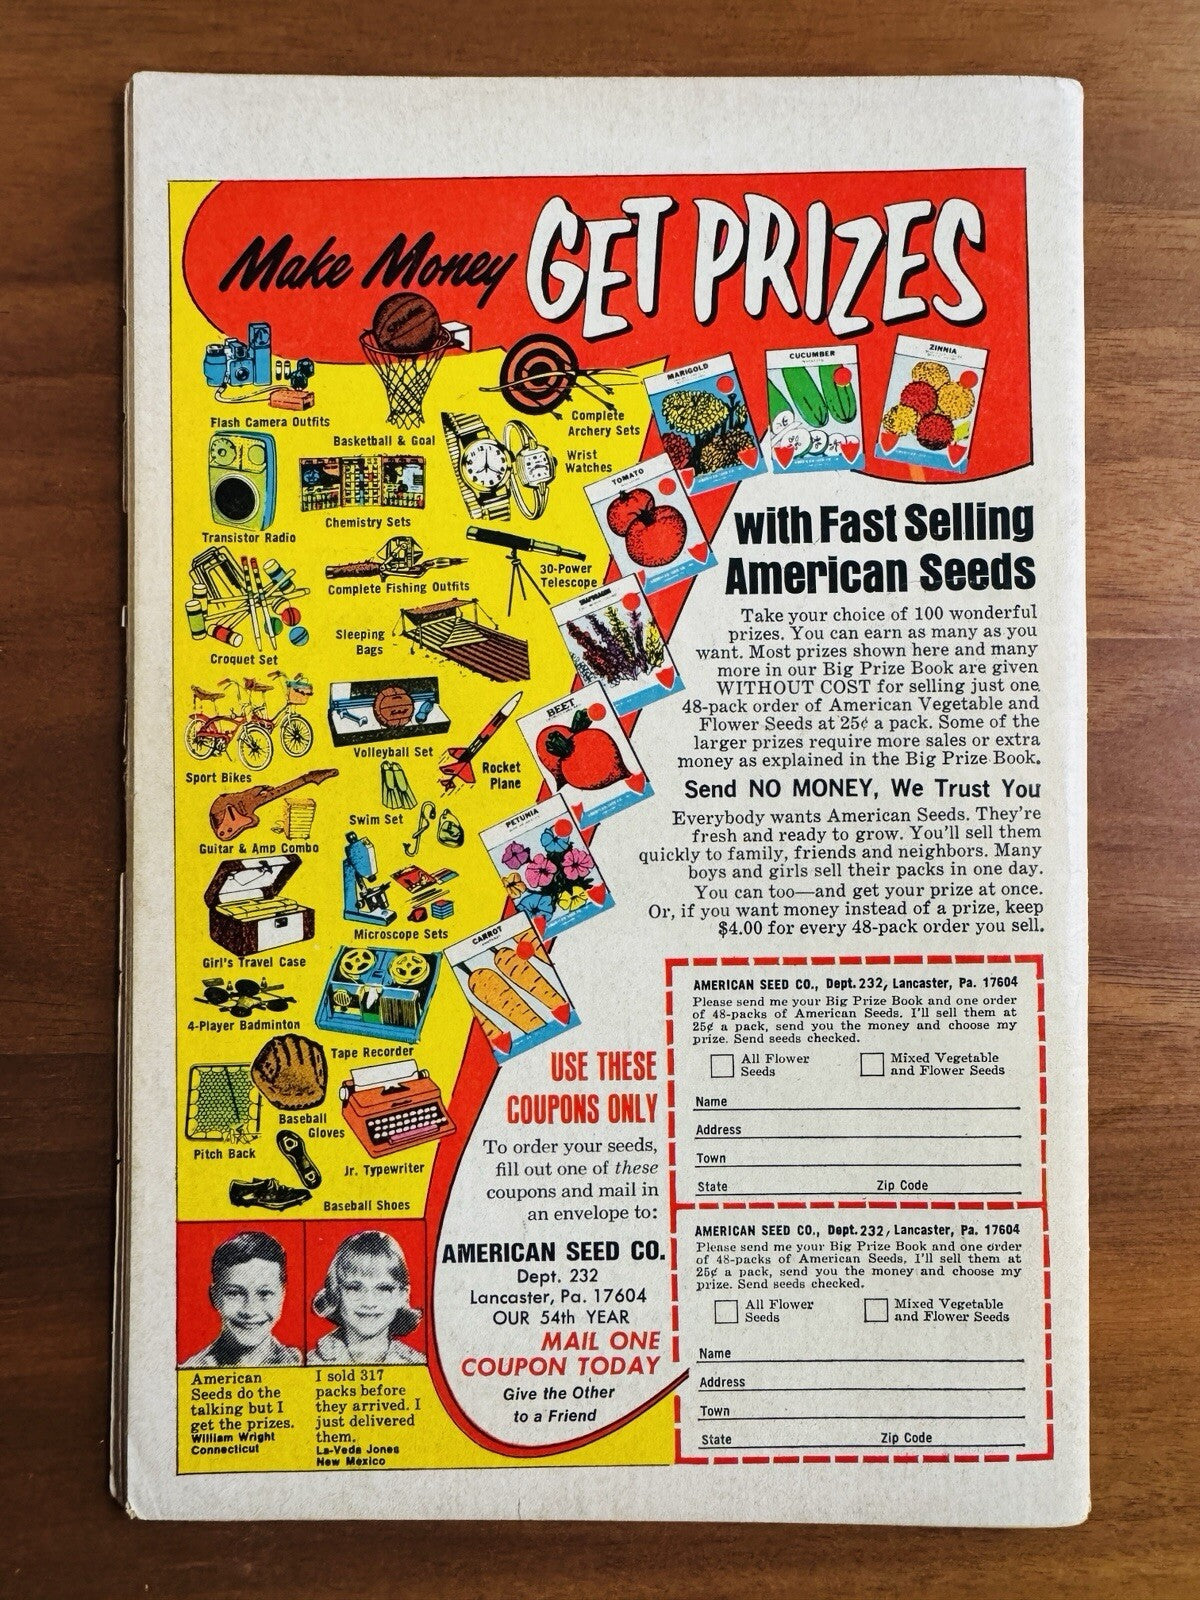 Make Money GET PRIZES
Flash Camera Outfits
Basketball & Goal
Complete
Archery Sets
Wrist
Watches
Transistor Radio
Chemistry Sets
Complete Fishing Outfits
30-Power
Telescope
Croquet Set
Sleeping
Bags
Sport Bikes
Volleyball Set
Rocket
Plane
Guitar & Amp Combo
Swim Set
Girl's Travel Case
Microscope Sets
4-Player Badminton
Tape Recorder
Pitch Back
Baseball
Gloves
Jr. Typewriter
Baseball Shoes
MARIGOLD
CUCUMBER
ZINNIA
TOMATO
BEET
PETUNIA
CARROT
with Fast Selling
American Seeds
Take your choice of 100 wonderful
prizes. You can earn as many as you
want. Most prizes shown here and many
more in our Big Prize Book are given
WITHOUT COST for selling just one
48-pack order of American Vegetable and
Flower Seeds at 25¢ a pack. Some of the
larger prizes require more sales or extra
money as explained in the Big Prize Book.
Send NO MONEY, We Trust You
Everybody wants American Seeds. They're
fresh and ready to grow. You'll sell them
quickly to family, friends and neighbors. Many
boys and girls sell their packs in one day.
You can too—and get your prize at once.
Or, if you want money instead of a prize, keep
$4.00 for every 48-pack order you sell.
USE THESE
COUPONS ONLY
To order your seeds,
fill out one of these
coupons and mail in
an envelope to:
AMERICAN SEED CO.
Dept. 232
Lancaster, Pa. 17604
OUR 54th YEAR
MAIL ONE
COUPON TODAY
Give the Other
to a Friend
AMERICAN SEED CO., Dept. 232, Lancaster, Pa. 17604
Please send me your Big Prize Book and one order
of 48-packs of American Seeds. I'll sell them at
25¢ a pack, send you the money and choose my
prize. Send seeds checked.
All Flower
Seeds
Mixed Vegetable
and Flower Seeds
Name
Address
Town
State Zip Code
AMERICAN SEED CO., Dept. 232, Lancaster, Pa. 17604
Please send me your Big Prize Book and one order
of 48-packs of American Seeds. I'll sell them at
25¢ a pack, send you the money and choose my
prize. Send seeds checked.
All Flower
Seeds
Mixed Vegetable
and Flower Seeds
Name
Address
Town
State Zip Code
American
Seeds do the
talking but I
get the prizes.
William Wright
Connecticut
I sold 317
packs before
they arrived. I
just delivered
them.
La-Veda Jones
New Mexico